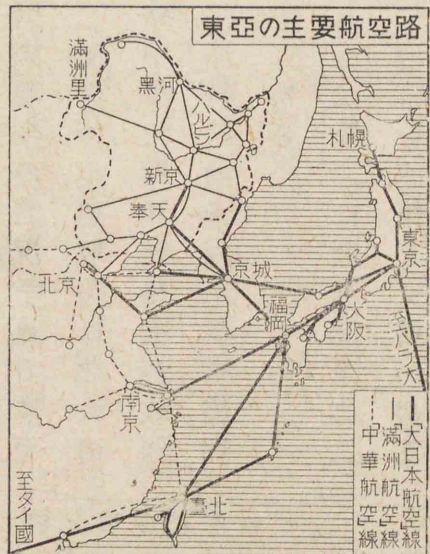 東亞の主要航空路
滿洲里
黑河
ハルピン
札幌
新京
奉天
東京
京城
北京
福岡
大阪
至パラオ
南京
臺北
至タイ國
大日本航空線
滿洲航空線
中華航空線